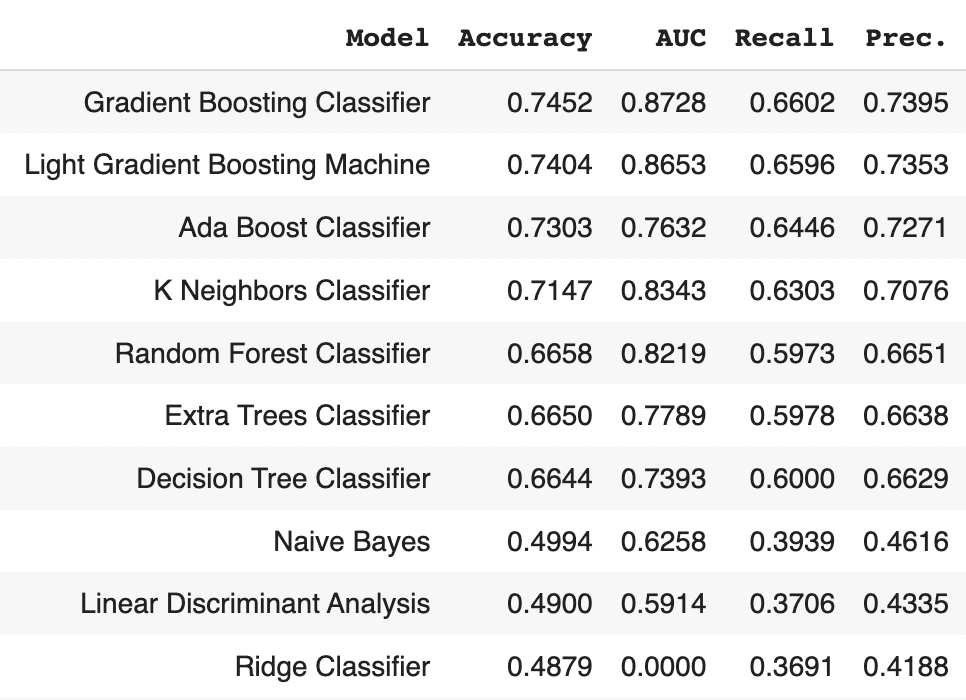 Model Accuracy AUC Recall Prec.
Gradient Boosting Classifier 0.7452 0.8728 0.6602 0.7395
Light Gradient Boosting Machine 0.7404 0.8653 0.6596 0.7353
Ada Boost Classifier 0.7303 0.7632 0.6446 0.7271
K Neighbors Classifier 0.7147 0.8343 0.6303 0.7076
Random Forest Classifier 0.6658 0.8219 0.5973 0.6651
Extra Trees Classifier 0.6650 0.7789 0.5978 0.6638
Decision Tree Classifier 0.6644 0.7393 0.6000 0.6629
Naive Bayes 0.4994 0.6258 0.3939 0.4616
Linear Discriminant Analysis 0.4900 0.5914 0.3706 0.4335
Ridge Classifier 0.4879 0.0000 0.3691 0.4188